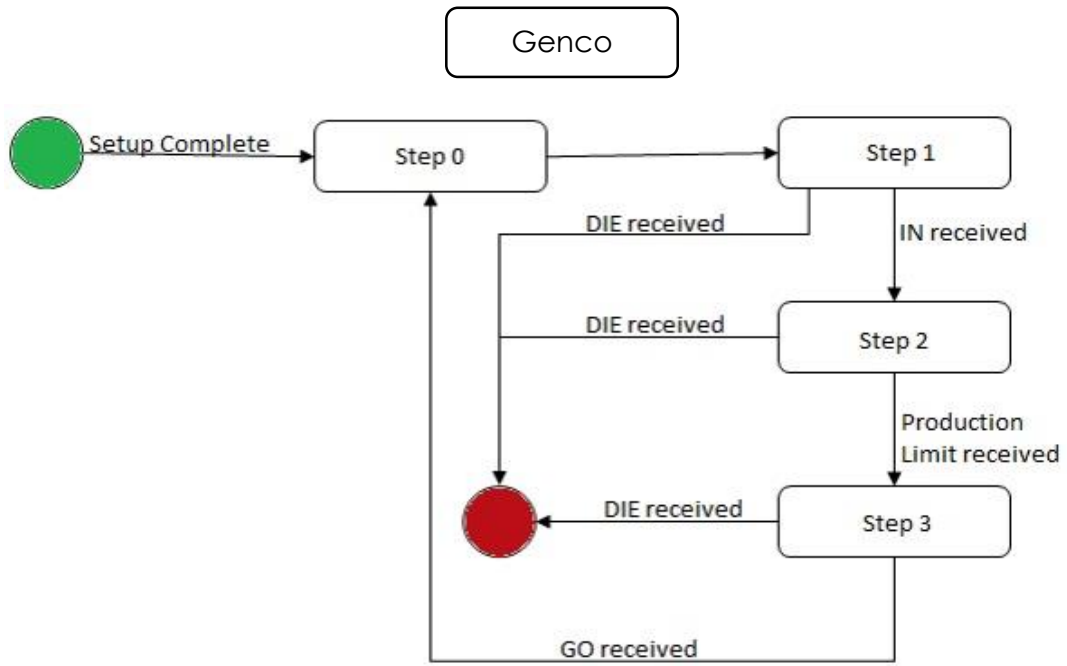 Genco
Setup Complete
Step 0
Step 1
DIE received
IN received
DIE received
Step 2
Production
Limit received
DIE received
Step 3
GO received